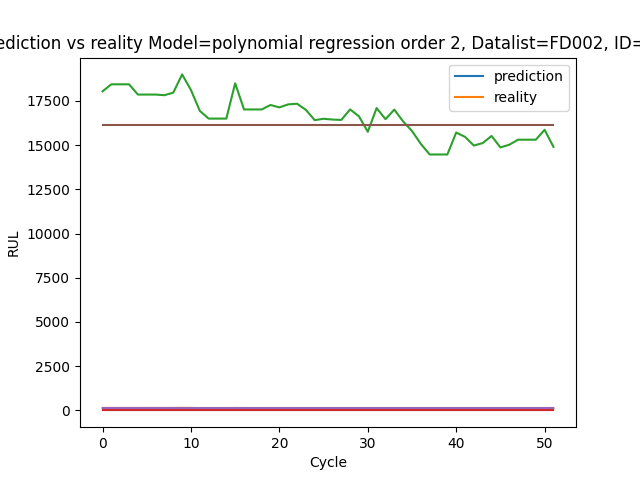 ediction vs reality Model=polynomial regression order 2, Datalist=FD002, ID=
prediction
reality
17500
15000
12500
10000
7500
5000
2500
0
RUL
0 10 20 30 40 50
Cycle